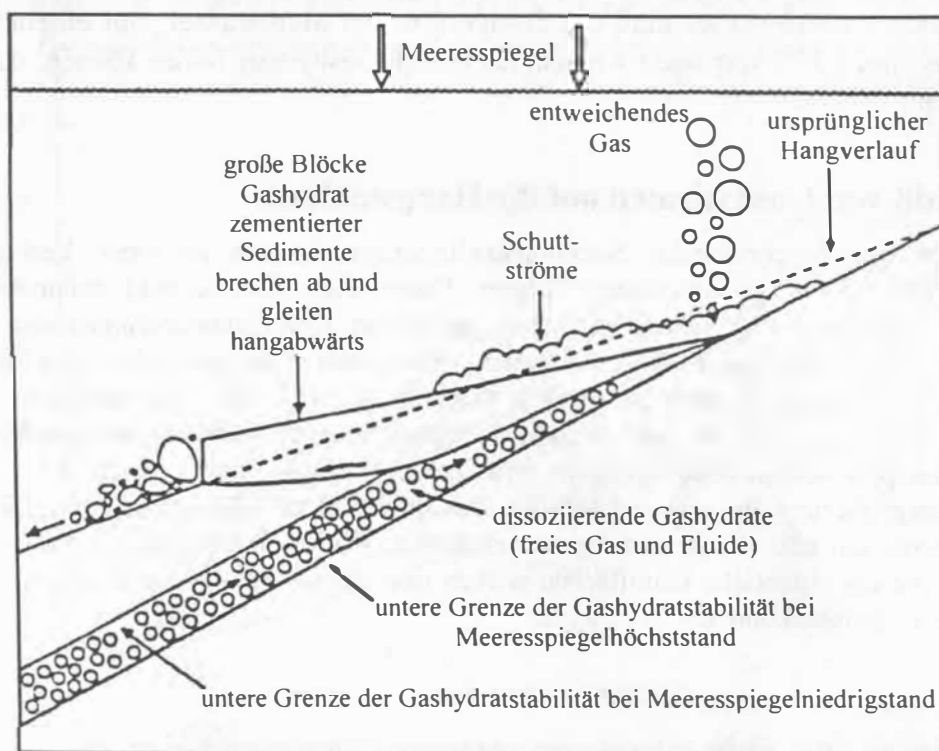 Meeresspiegel
entweichendes
Gas
ursprünglicher
Hangverlauf
große Blöcke
Gashydrat
zementierter
Sedimente
brechen ab und
gleiten
hangabwärts
Schutt-
ströme
dissoziierende Gashydrate
(freies Gas und Fluide)
untere Grenze der Gashydratstabilität bei
Meeresspiegelhöchststand
untere Grenze der Gashydratstabilität bei Meeresspiegelniedrigstand